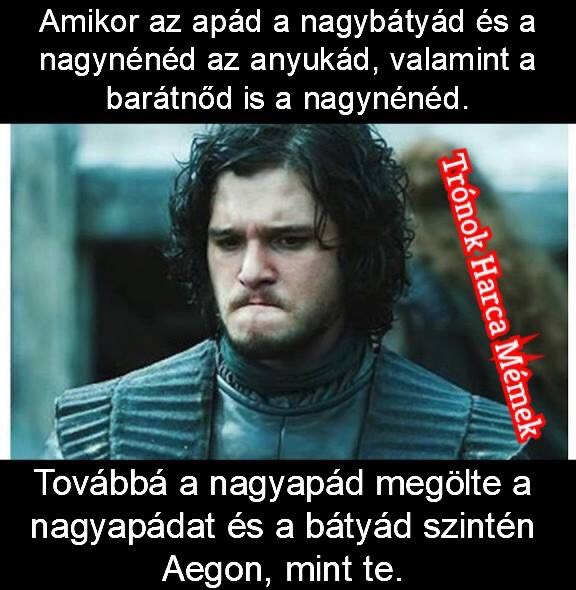 Amikor az apád a nagybátyád és a
nagynénéd az anyukád, valamint a
barátnőd is a nagynénéd.
Trónok Harca Mémek
Továbbá a nagyapád megölte a
nagyapádat és a bátyád szintén
Aegon, mint te.